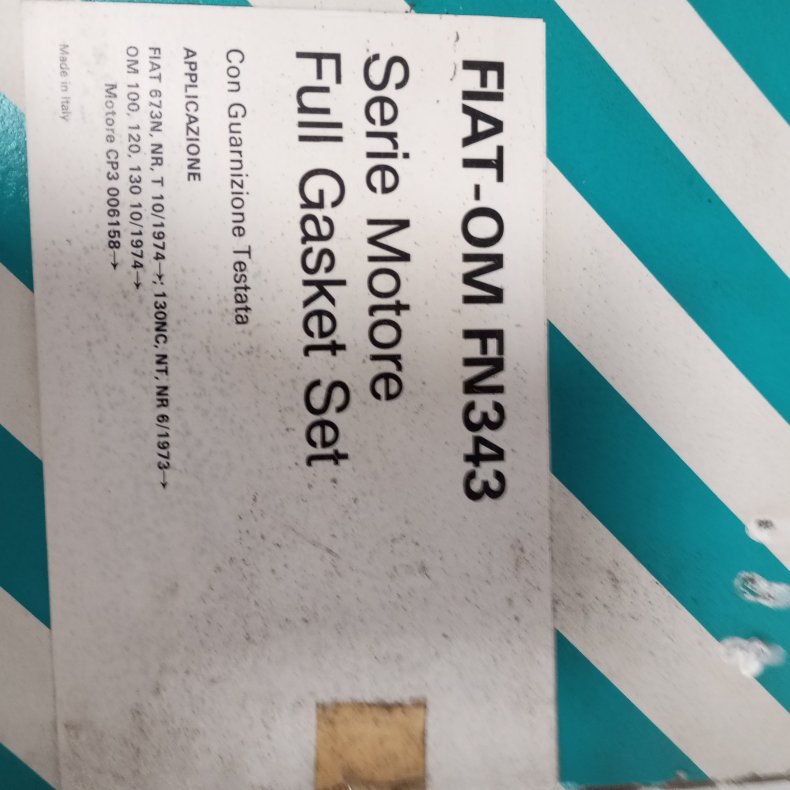 FIAT-OM FN343
Serie Motore
Full Gasket Set
Con Guarnizione Testata
APPLICAZIONE
FIAT 673N, NR, T 10/1974→; 130NC, NT, NR 6/1973→
OM 100, 120, 130 10/1974→
Motore CP3 006158→
Made in Italy